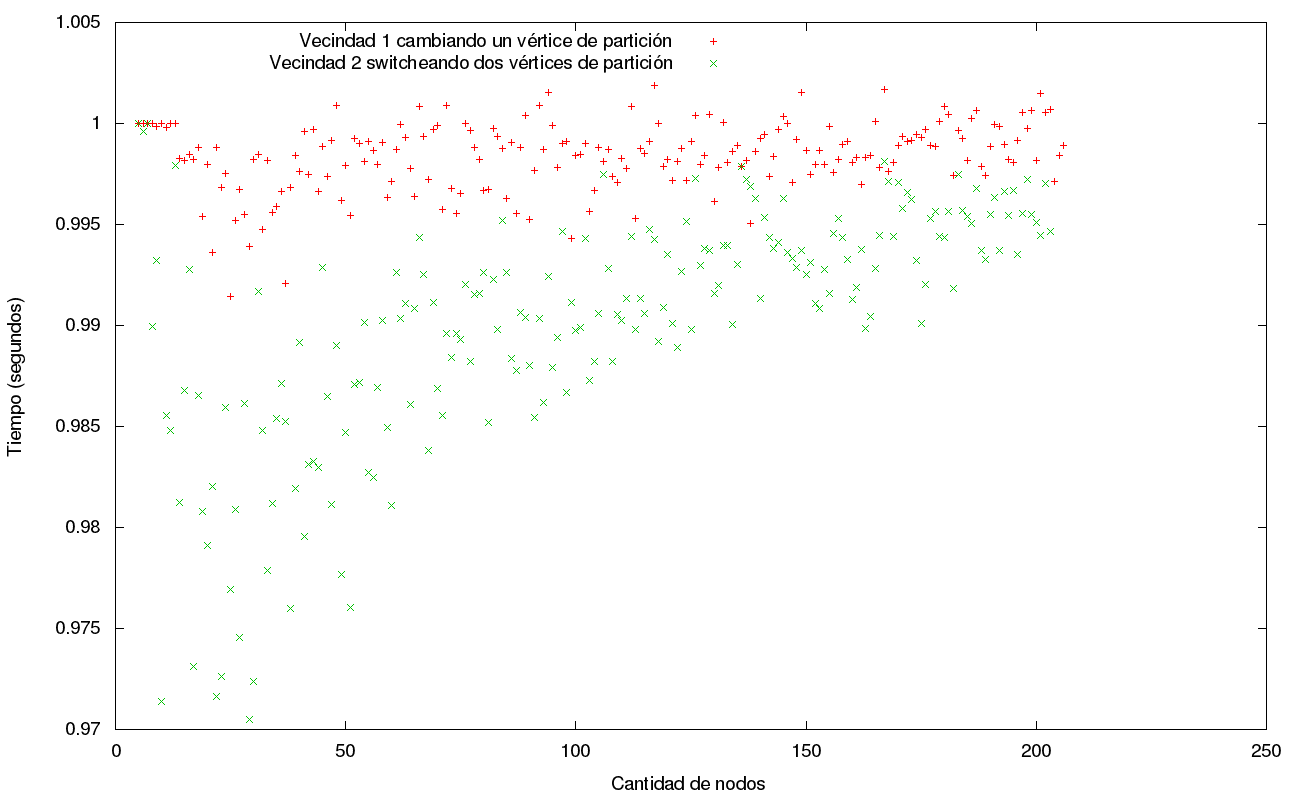 1.005
Vecindad 1 cambiando un vértice de partición
Vecindad 2 switcheando dos vértices de partición
1
0.995
0.99
0.985
0.98
0.975
0.97
Tiempo (segundos)
0 50 100 150 200 250
Cantidad de nodos